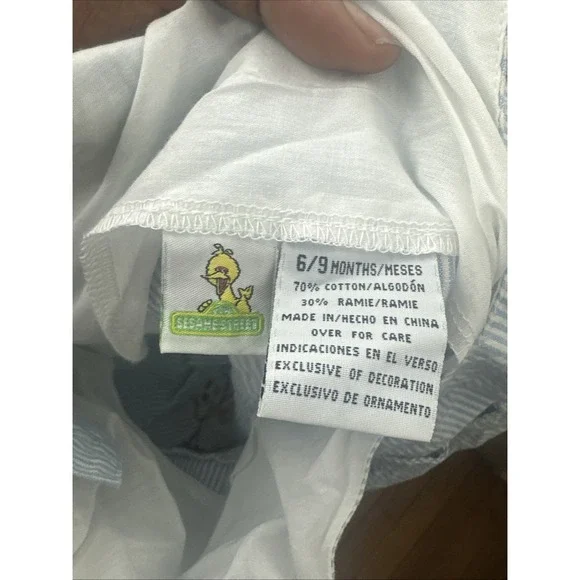 SESAME STREET
6/9 MONTHS/MESES
70% COTTON/ALGODÓN
30% RAMIE/RAMIE
MADE IN/HECHO EN CHINA
OVER FOR CARE
INDICACIONES EN EL VERSO
EXCLUSIVE OF DECORATION
EXCLUSIVO DE ORNAMENTO